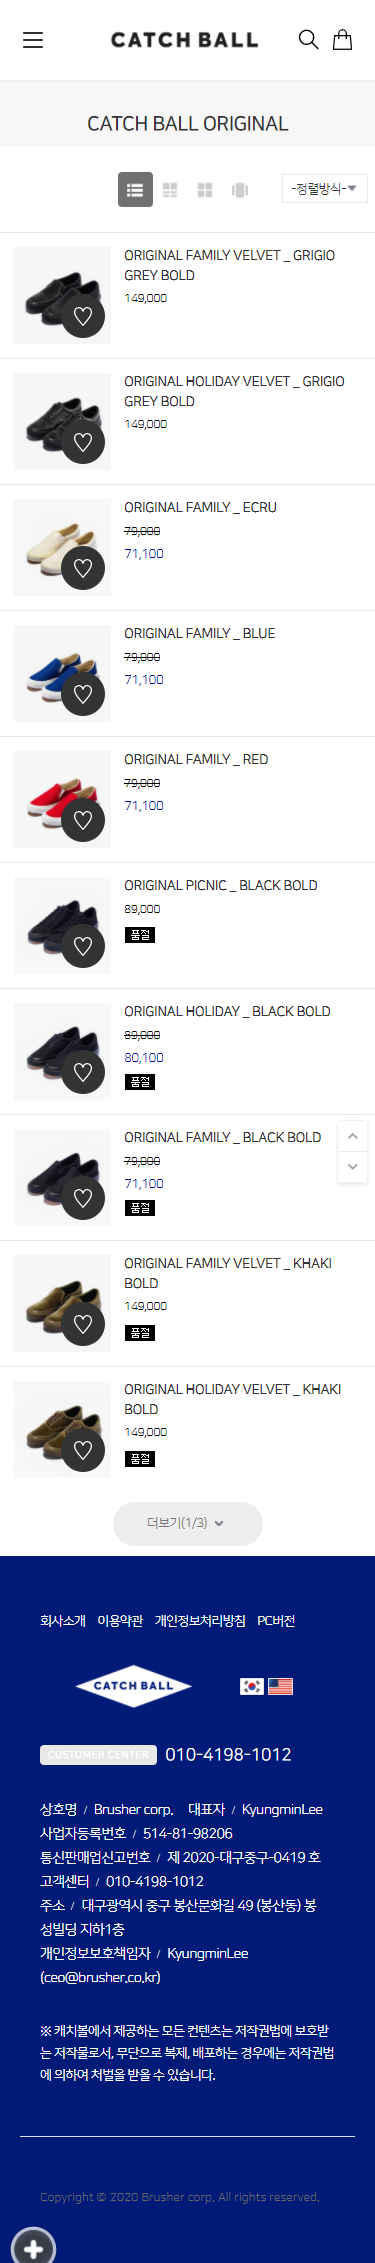 CATCH BALL
CATCH BALL ORIGINAL
-정렬방식-
ORIGINAL FAMILY VELVET _ GRIGIO
GREY BOLD
149,000
ORIGINAL HOLIDAY VELVET _ GRIGIO
GREY BOLD
149,000
ORIGINAL FAMILY _ ECRU
79,000
71,100
ORIGINAL FAMILY _ BLUE
79,000
71,100
ORIGINAL FAMILY _ RED
79,000
71,100
ORIGINAL PICNIC _ BLACK BOLD
89,000
품절
ORIGINAL HOLIDAY _ BLACK BOLD
89,000
80,100
품절
ORIGINAL FAMILY _ BLACK BOLD
79,000
71,100
품절
ORIGINAL FAMILY VELVET _ KHAKI
BOLD
149,000
품절
ORIGINAL HOLIDAY VELVET _ KHAKI
BOLD
149,000
품절
더보기(1/3)
회사소개 이용약관 개인정보처리방침 PC버전
CATCH BALL
CUSTOMER CENTER 010-4198-1012
상호명 / Brusher corp. 대표자 / KyungminLee
사업자등록번호 / 514-81-98206
통신판매업신고번호 / 제 2020-대구중구-0419 호
고객센터 / 010-4198-1012
주소 / 대구광역시 중구 봉산문화길 49 (봉산동) 봉
성빌딩 지하1층
개인정보보호책임자 / KyungminLee
(ceo@brusher.co.kr)
※ 캐치볼에서 제공하는 모든 컨텐츠는 저작권법에 보호받
는 저작물로서, 무단으로 복제, 배포하는 경우에는 저작권법
에 의하여 처벌을 받을 수 있습니다.
Copyright © 2020 Brusher corp. All rights reserved.